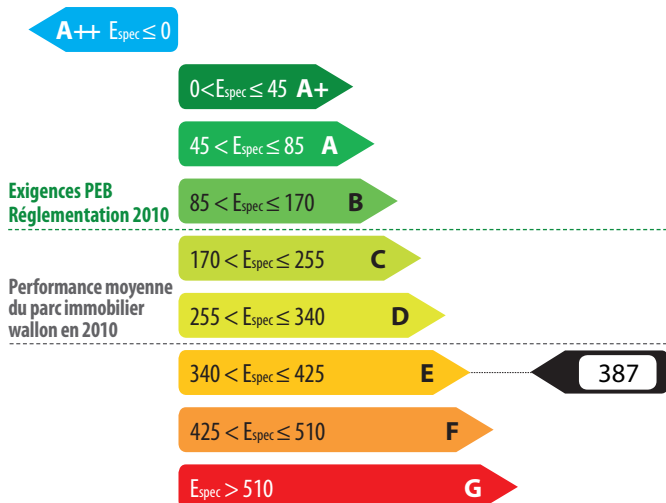 A++ Espec ≤ 0
0<Espec ≤ 45 A+
45 < Espec ≤ 85 A
Exigences PEB
Réglementation 2010
85 < Espec ≤ 170 B
170 < Espec ≤ 255 C
Performance moyenne
du parc immobilier
wallon en 2010
255 < Espec ≤ 340 D
340 < Espec ≤ 425 E 387
425 < Espec ≤ 510 F
Espec > 510 G